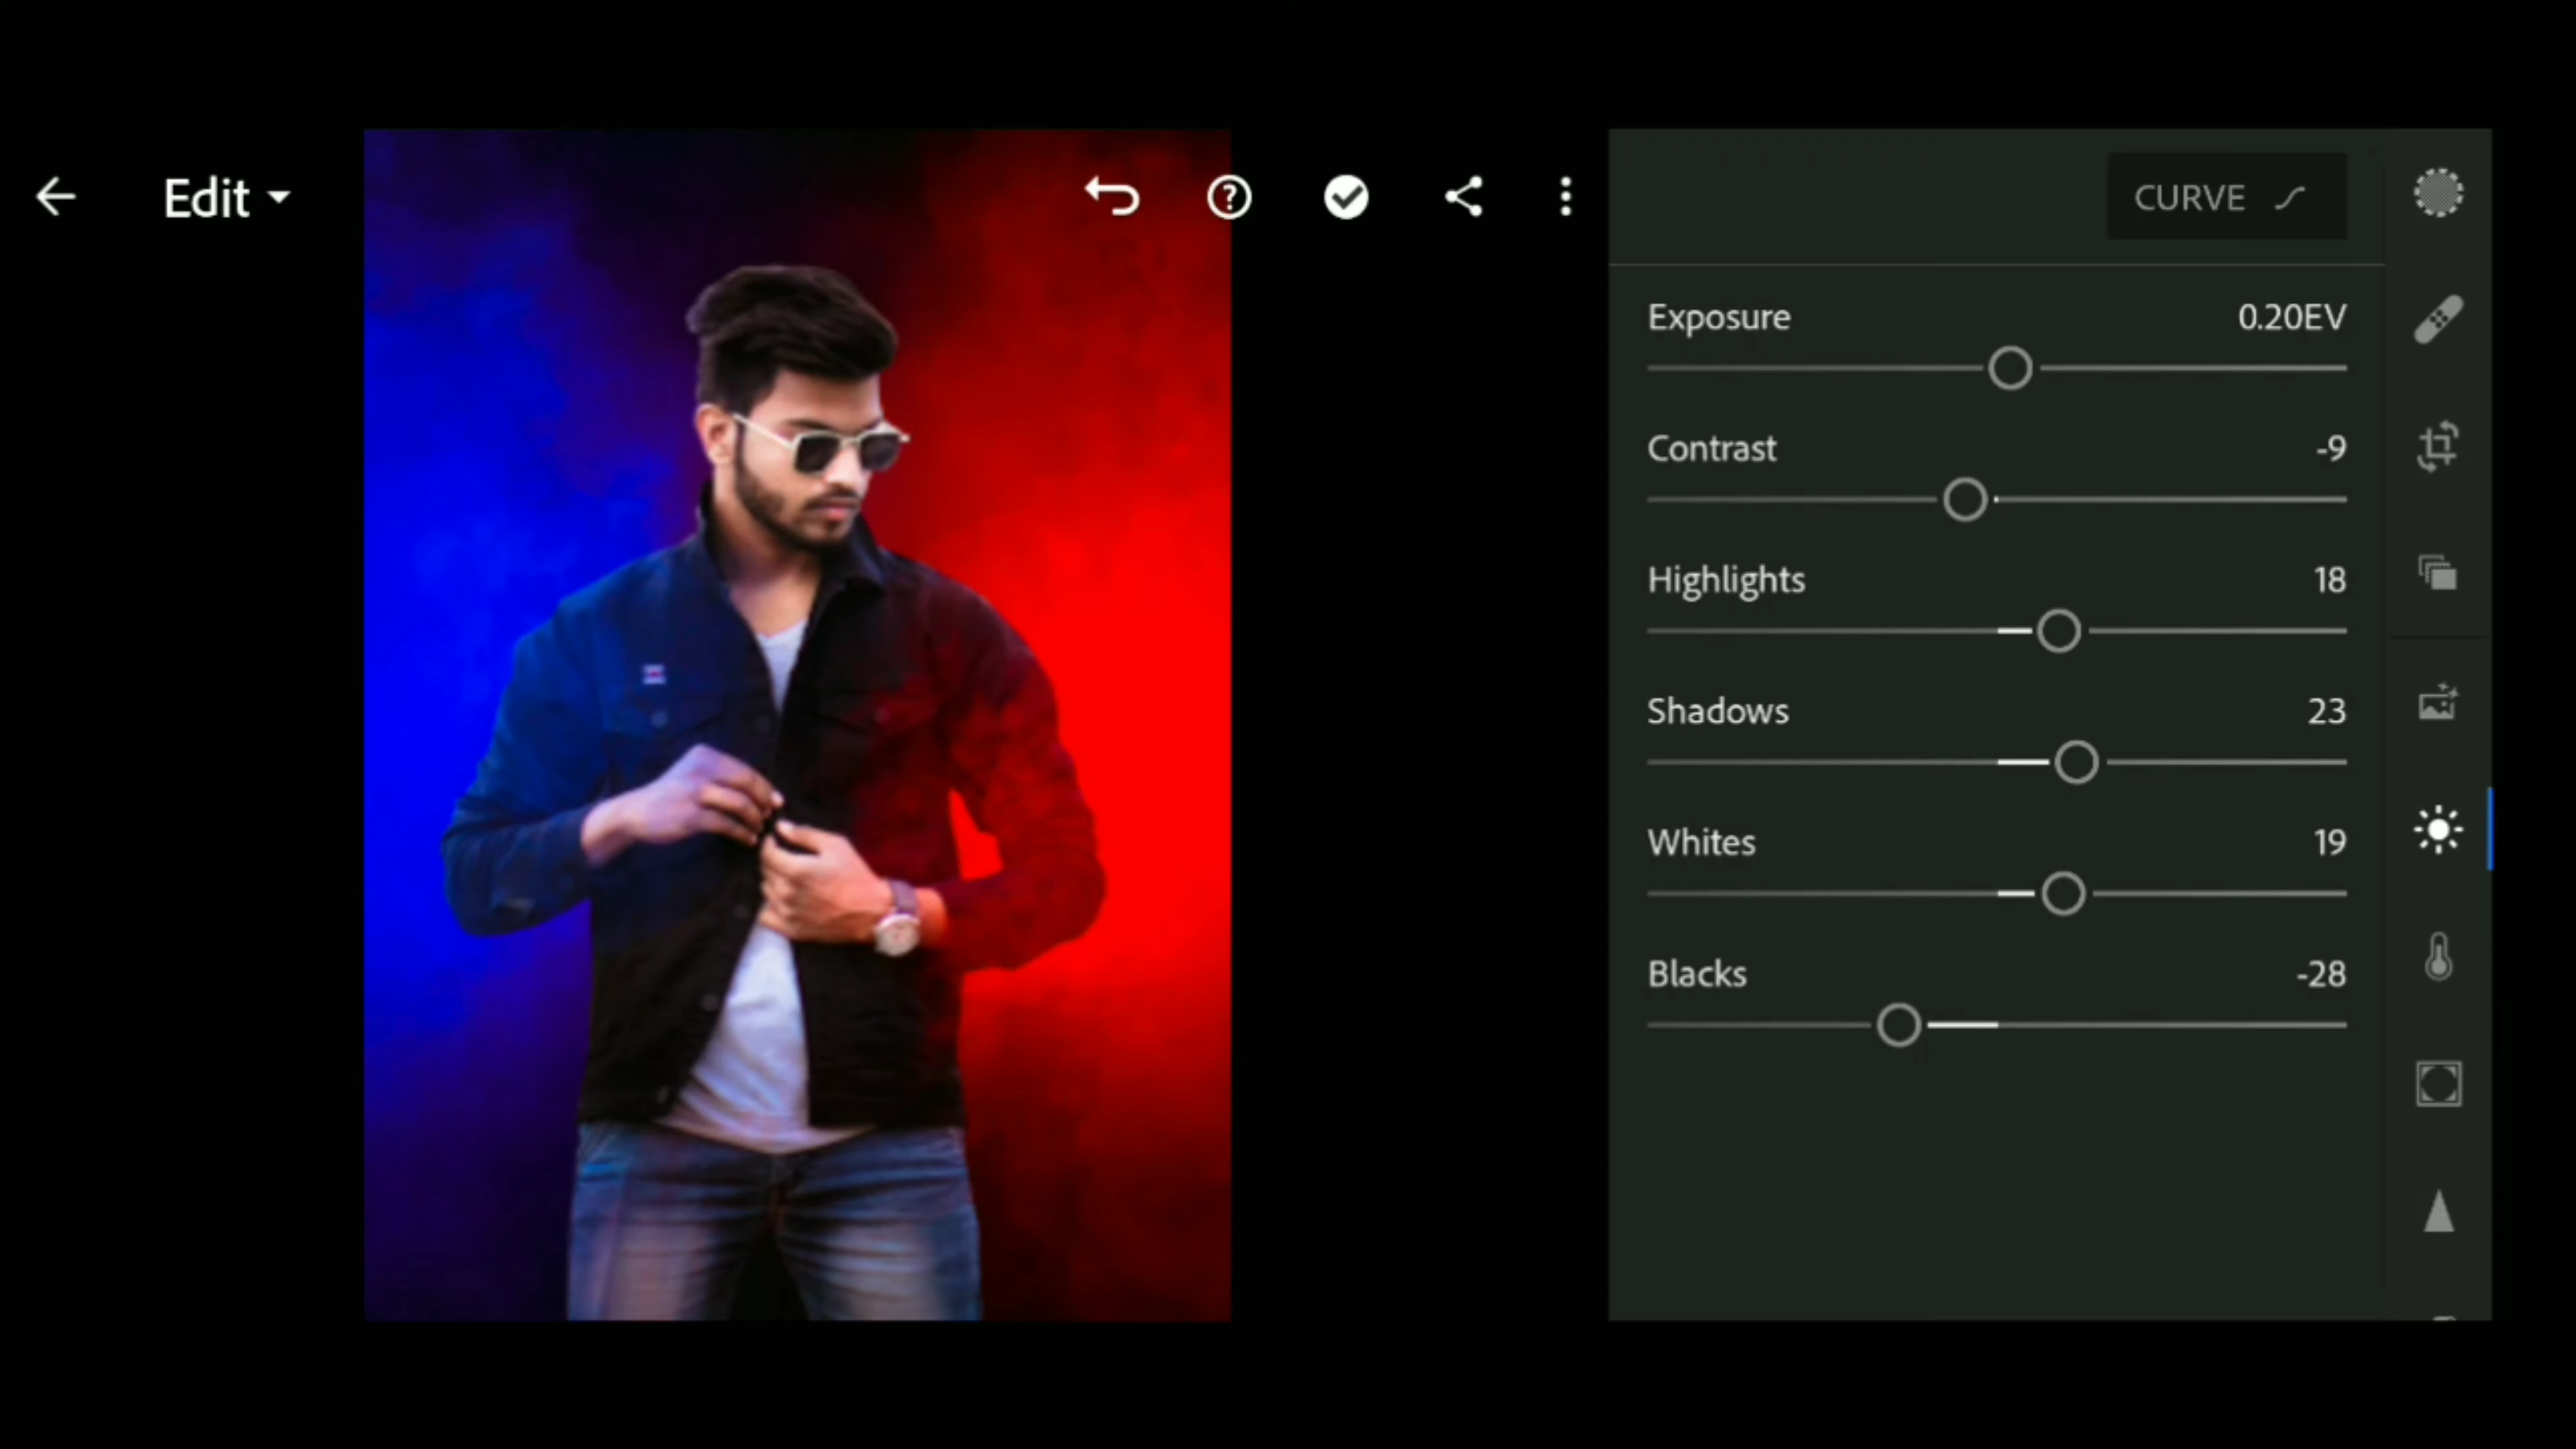 Edit
CURVE
Exposure 0.20EV
Contrast -9
Highlights 18
Shadows 23
Whites 19
Blacks -28